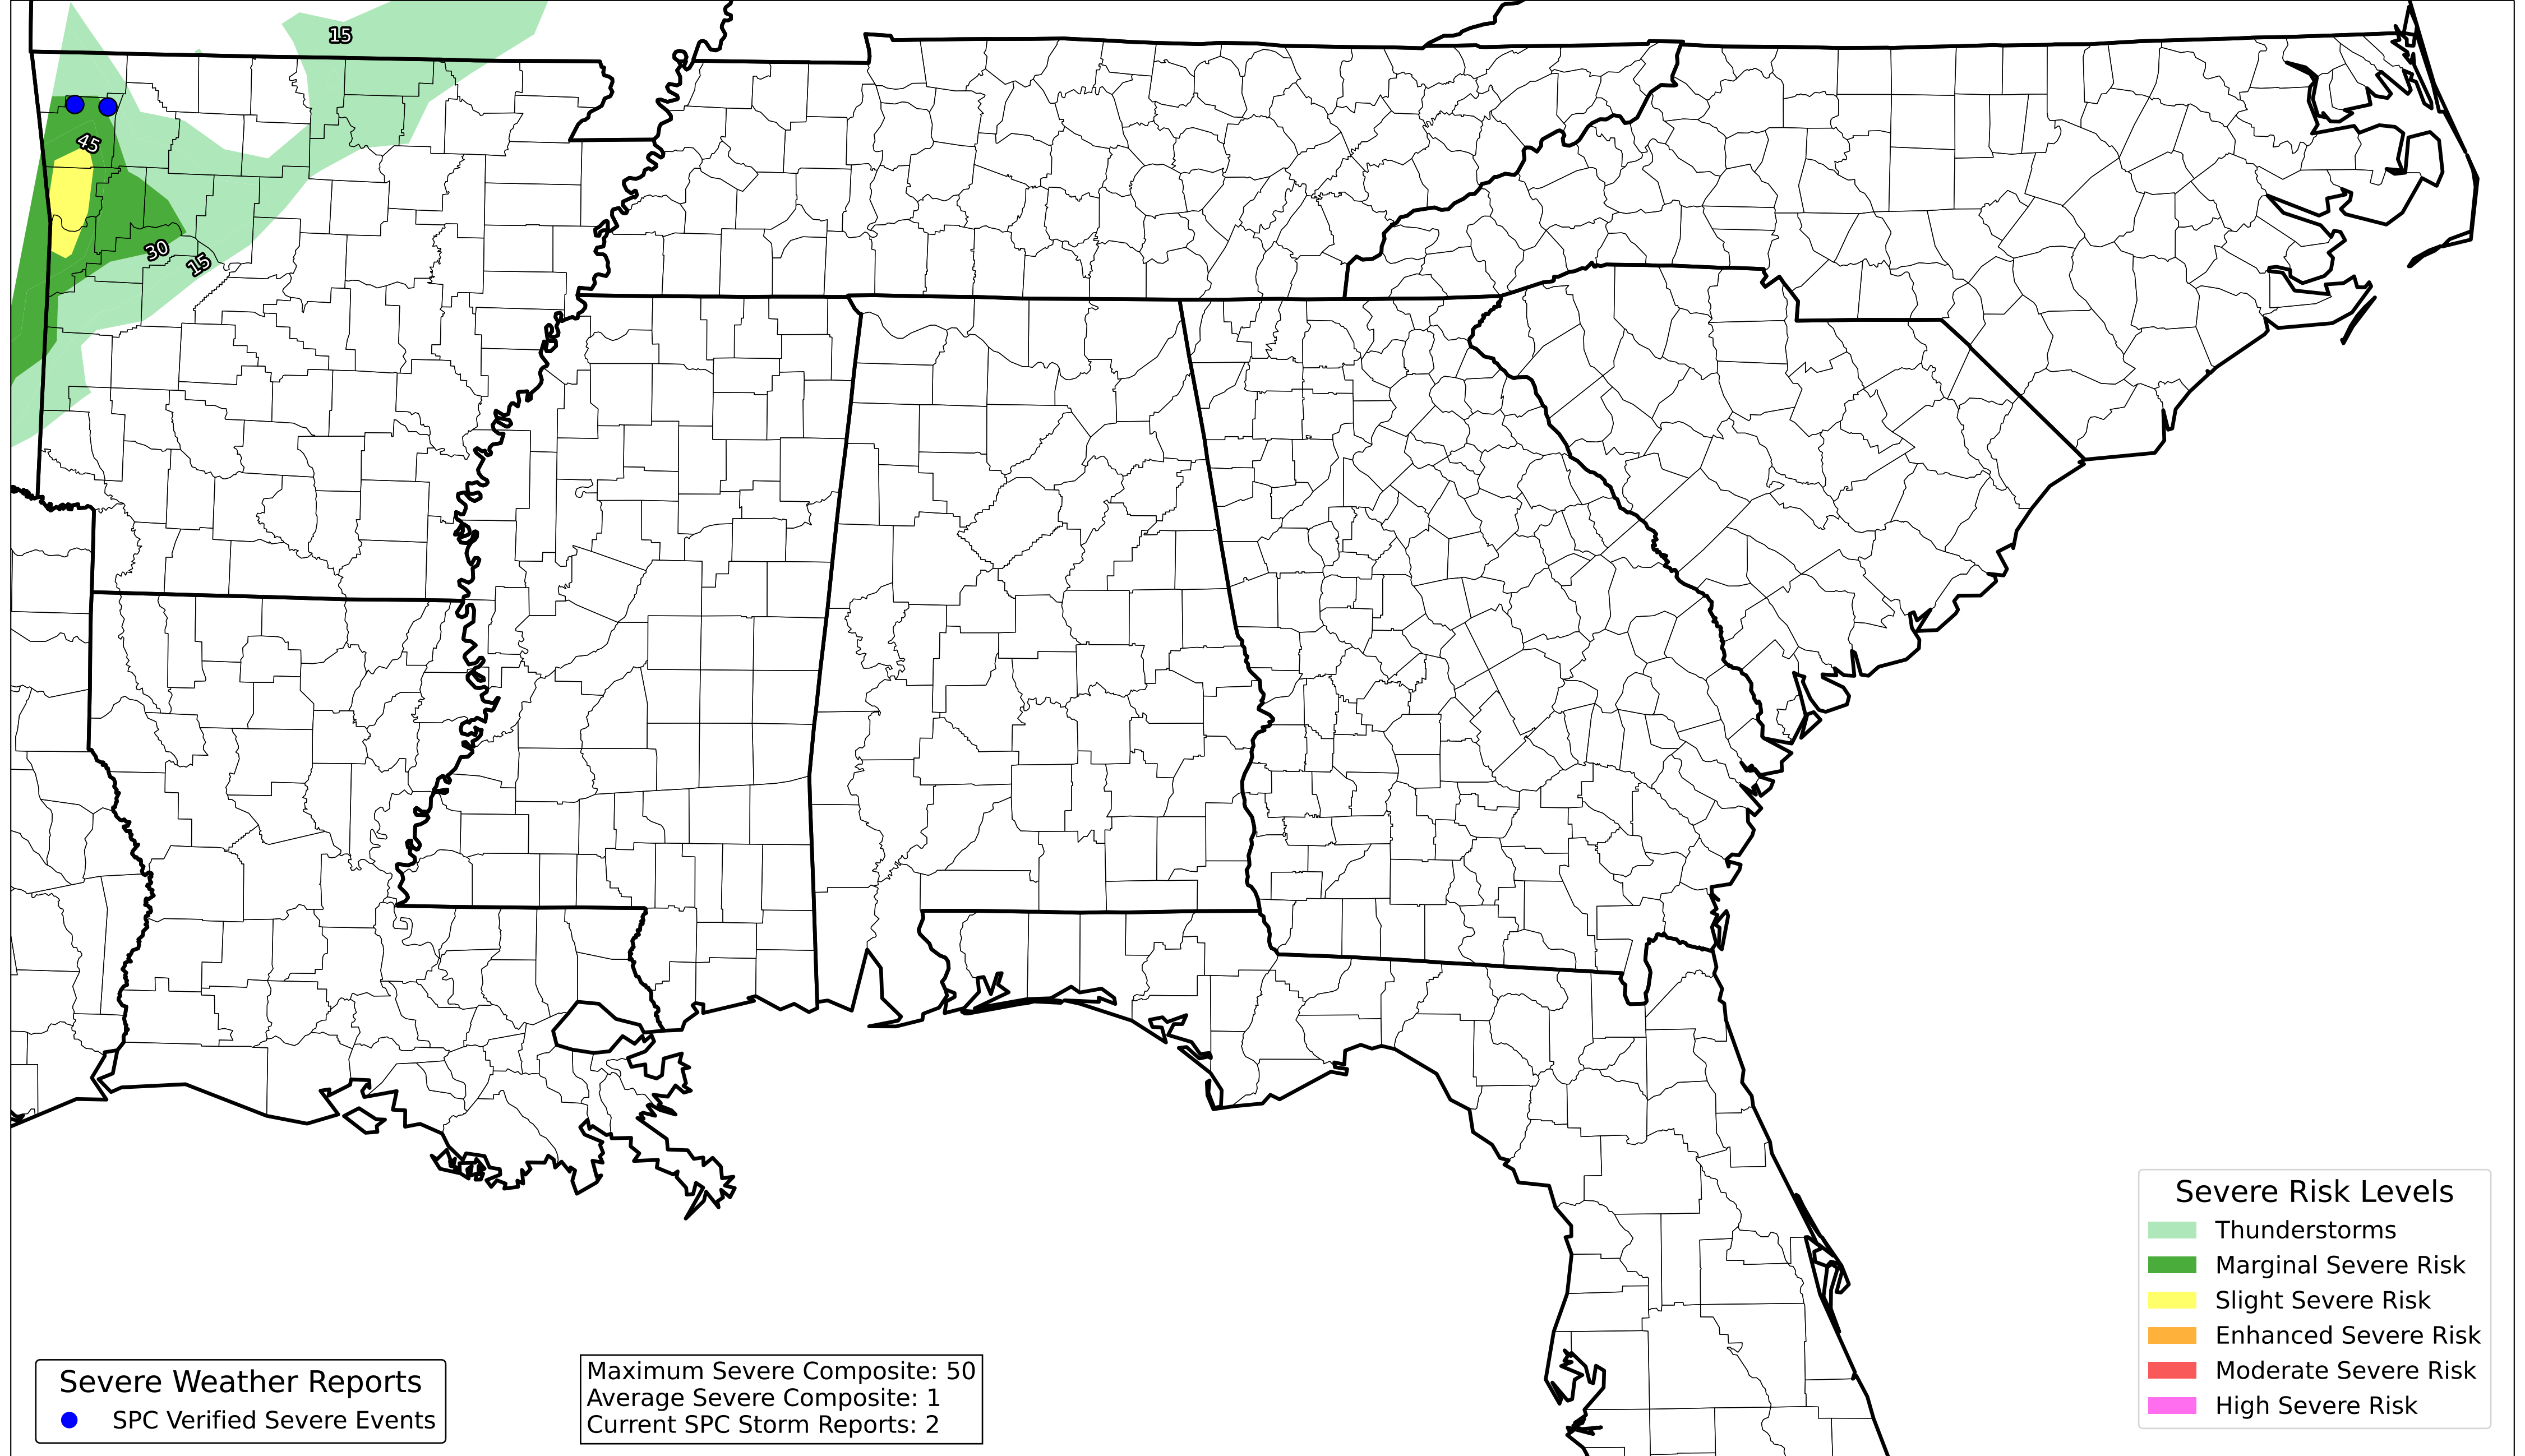 15
45
30
15
Severe Risk Levels
Thunderstorms
Marginal Severe Risk
Slight Severe Risk
Enhanced Severe Risk
Moderate Severe Risk
High Severe Risk
Severe Weather Reports
SPC Verified Severe Events
Maximum Severe Composite: 50
Average Severe Composite: 1
Current SPC Storm Reports: 2